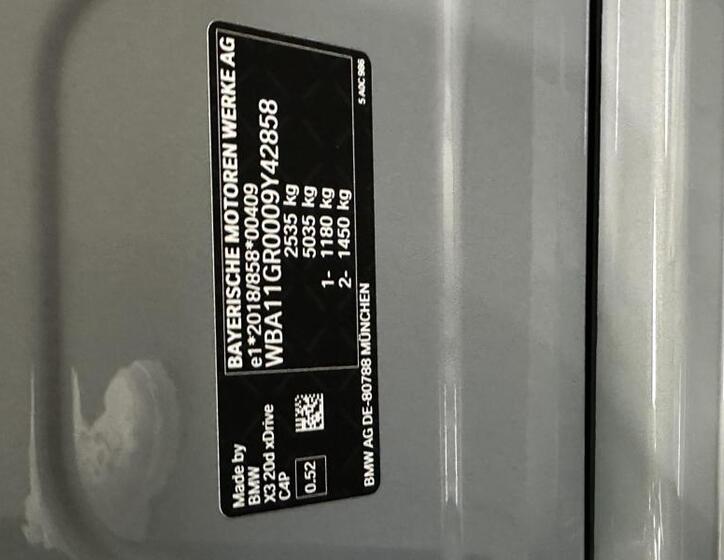 Made by
BMW
X3 20d xDrive
C4P
0.52
BAYERISCHE MOTOREN WERKE AG
e1*2018/858*00409
WBA11GR0009Y42858
2535 kg
5035 kg
1- 1180 kg
2- 1450 kg
BMW AG DE-80788 MÜNCHEN
5 A0C 986